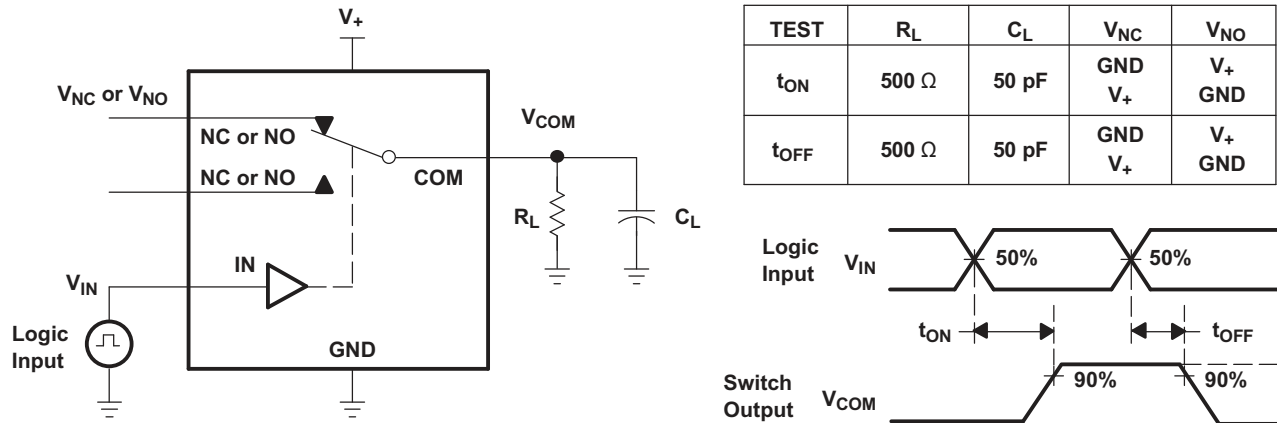 V+
VNC or VNO
NC or NO
NC or NO
COM
VCOM
RL
CL
IN
VIN
Logic
Input
GND
TEST RL CL VNC VNO
tON 500 Ω 50 pF GND V+
V+ GND
tOFF 500 Ω 50 pF GND V+
V+ GND
Logic
Input
VIN
50% 50%
tON tOFF
Switch
Output
VCOM
90% 90%